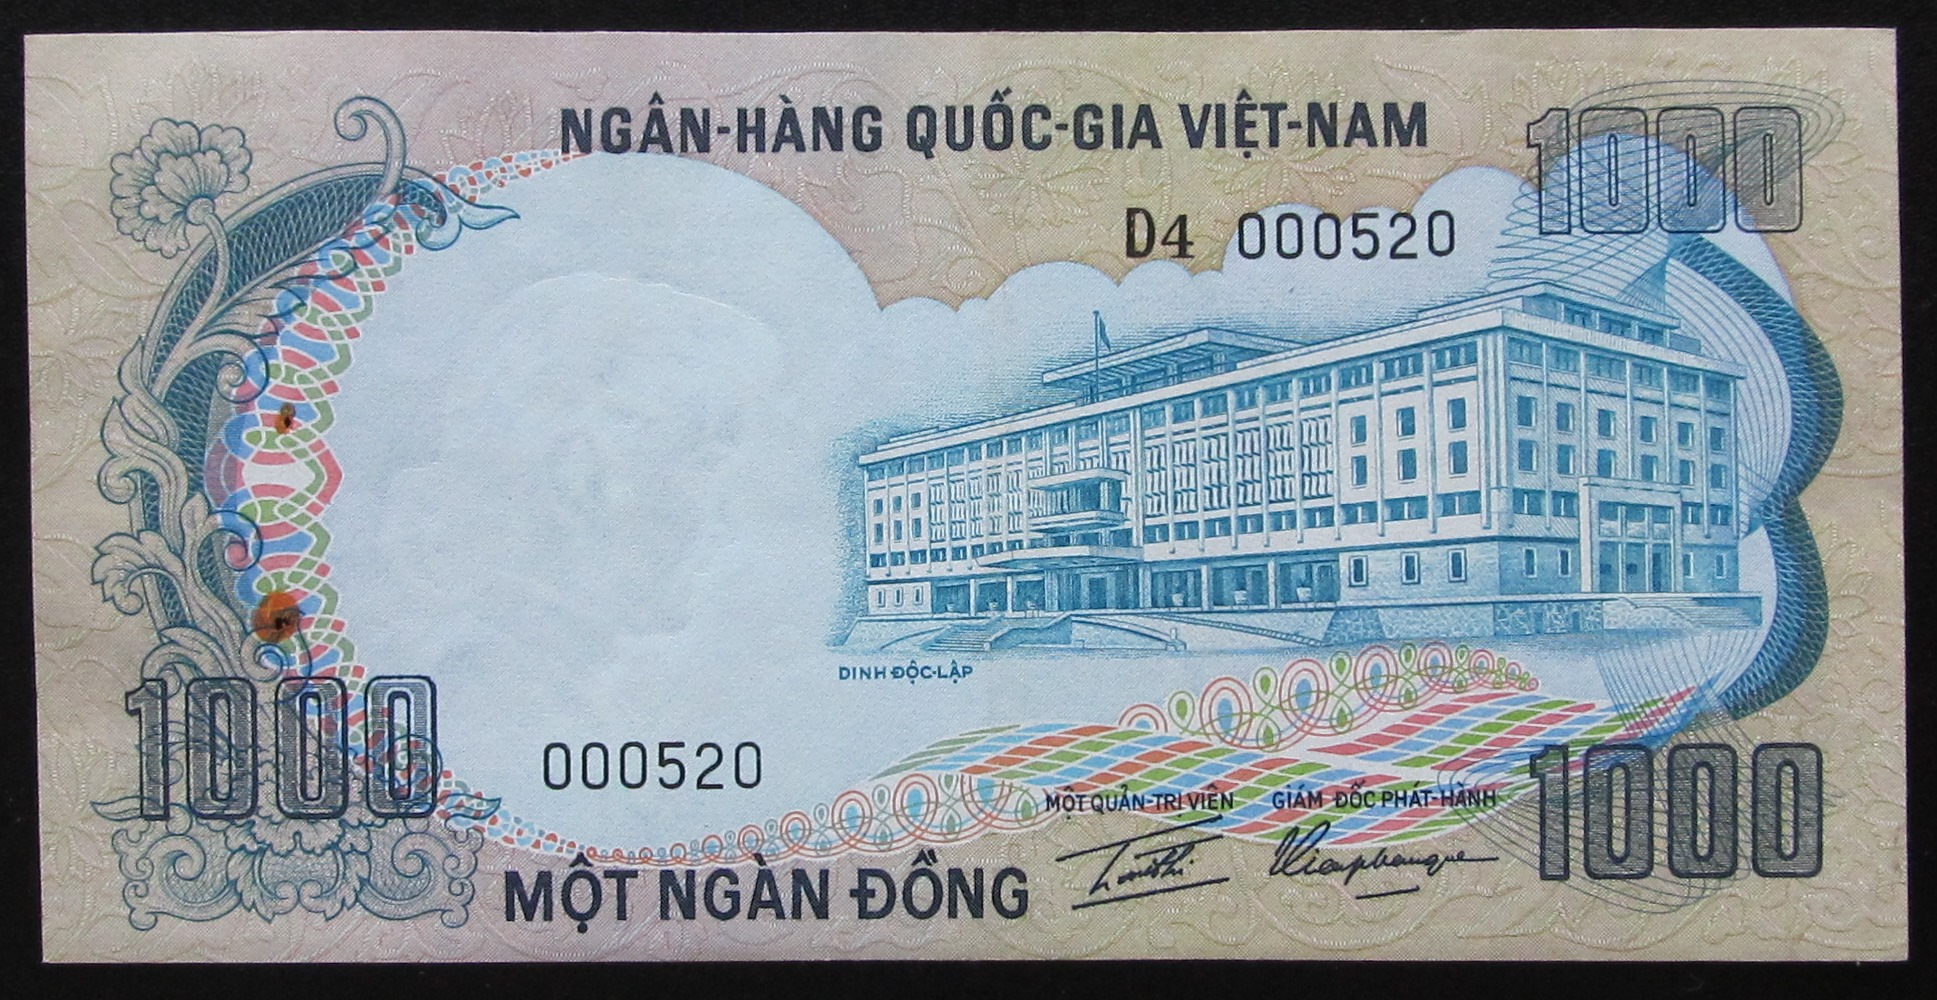 NGÂN-HÀNG QUỐC-GIA VIỆT-NAM
1000
D4 000520
DINH ĐỘC-LẬP
1000
000520
MỘT QUẢN-TRỊ VIÊN
GIÁM ĐỐC PHÁT-HÀNH
1000
MỘT NGÀN ĐỒNG